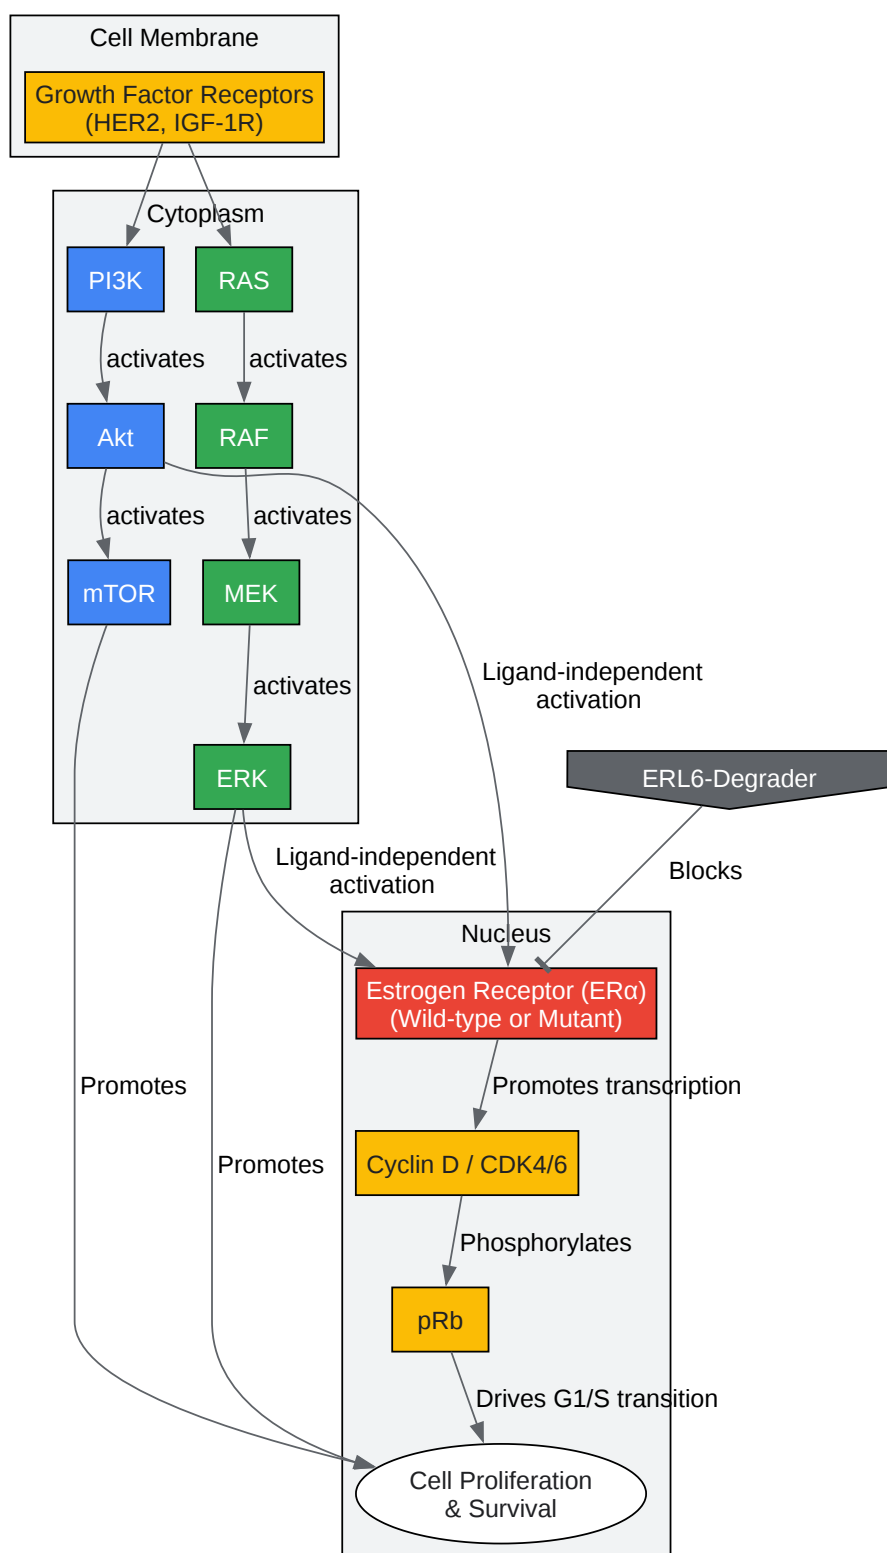 Cell Membrane
Growth Factor Receptors
(HER2, IGF-1R)
Cytoplasm
PI3K
RAS
activates
activates
Akt
RAF
activates
activates
mTOR
MEK
Ligand-independent
activation
activates
ERK
ERL6-Degrader
Ligand-independent
activation
Blocks
Nucleus
Estrogen Receptor (ERα)
(Wild-type or Mutant)
Promotes
Promotes transcription
Promotes
Cyclin D / CDK4/6
Phosphorylates
pRb
Drives G1/S transition
Cell Proliferation
& Survival